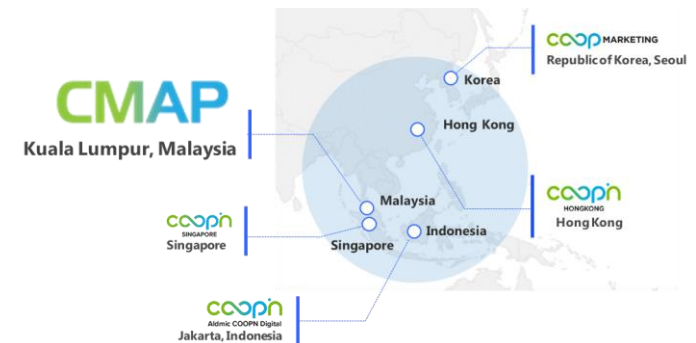 COOP MARKETING
Republic of Korea, Seoul
Korea
CMAP
Kuala Lumpur, Malaysia
Hong Kong
Malaysia
coopn
HONGKONG
Hong Kong
coopn
SINGAPORE
Singapore
Singapore
Indonesia
coopn
Aldmic COOPN Digital
Jakarta, Indonesia